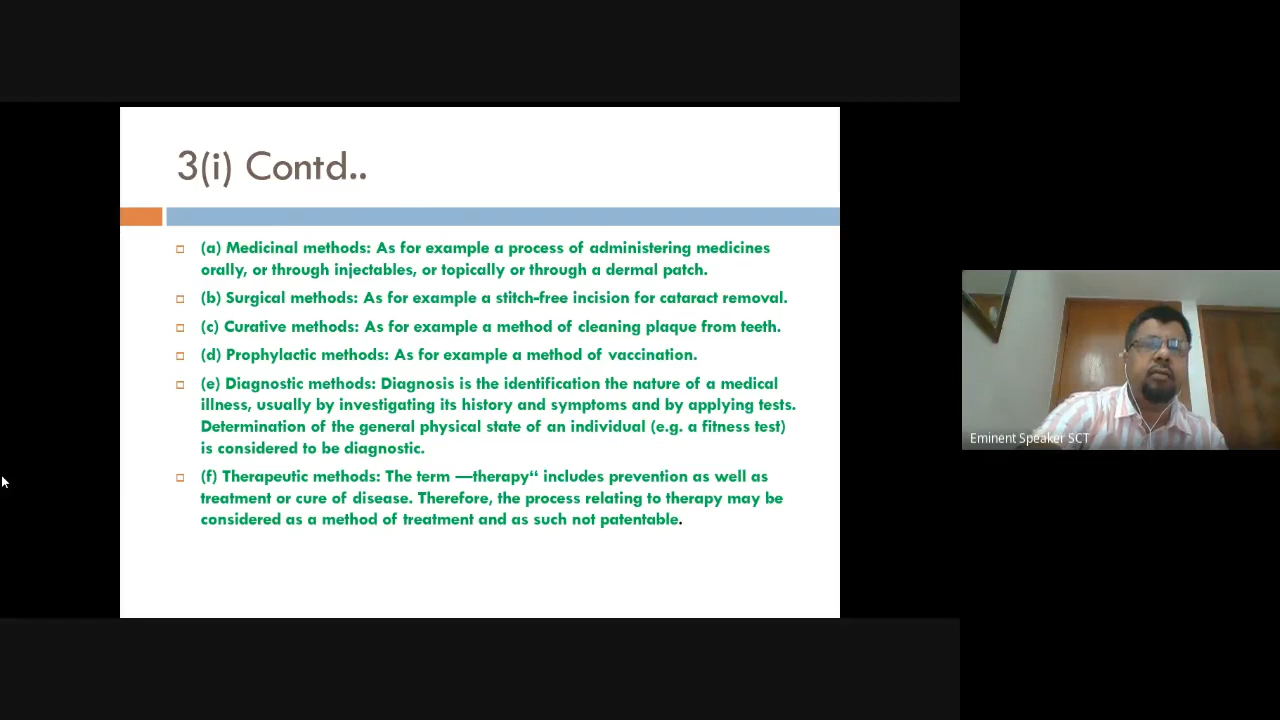 3(i) Contd..
(a) Medicinal methods: As for example a process of administering medicines
orally, or through injectables, or topically or through a dermal patch.
(b) Surgical methods: As for example a stitch-free incision for cataract removal.
(c) Curative methods: As for example a method of cleaning plaque from teeth.
(d) Prophylactic methods: As for example a method of vaccination.
(e) Diagnostic methods: Diagnosis is the identification the nature of a medical
illness, usually by investigating its history and symptoms and by applying tests.
Determination of the general physical state of an individual (e.g. a fitness test)
is considered to be diagnostic.
(f) Therapeutic methods: The term —therapy“ includes prevention as well as
treatment or cure of disease. Therefore, the process relating to therapy may be
considered as a method of treatment and as such not patentable.
Eminent Speaker SCT